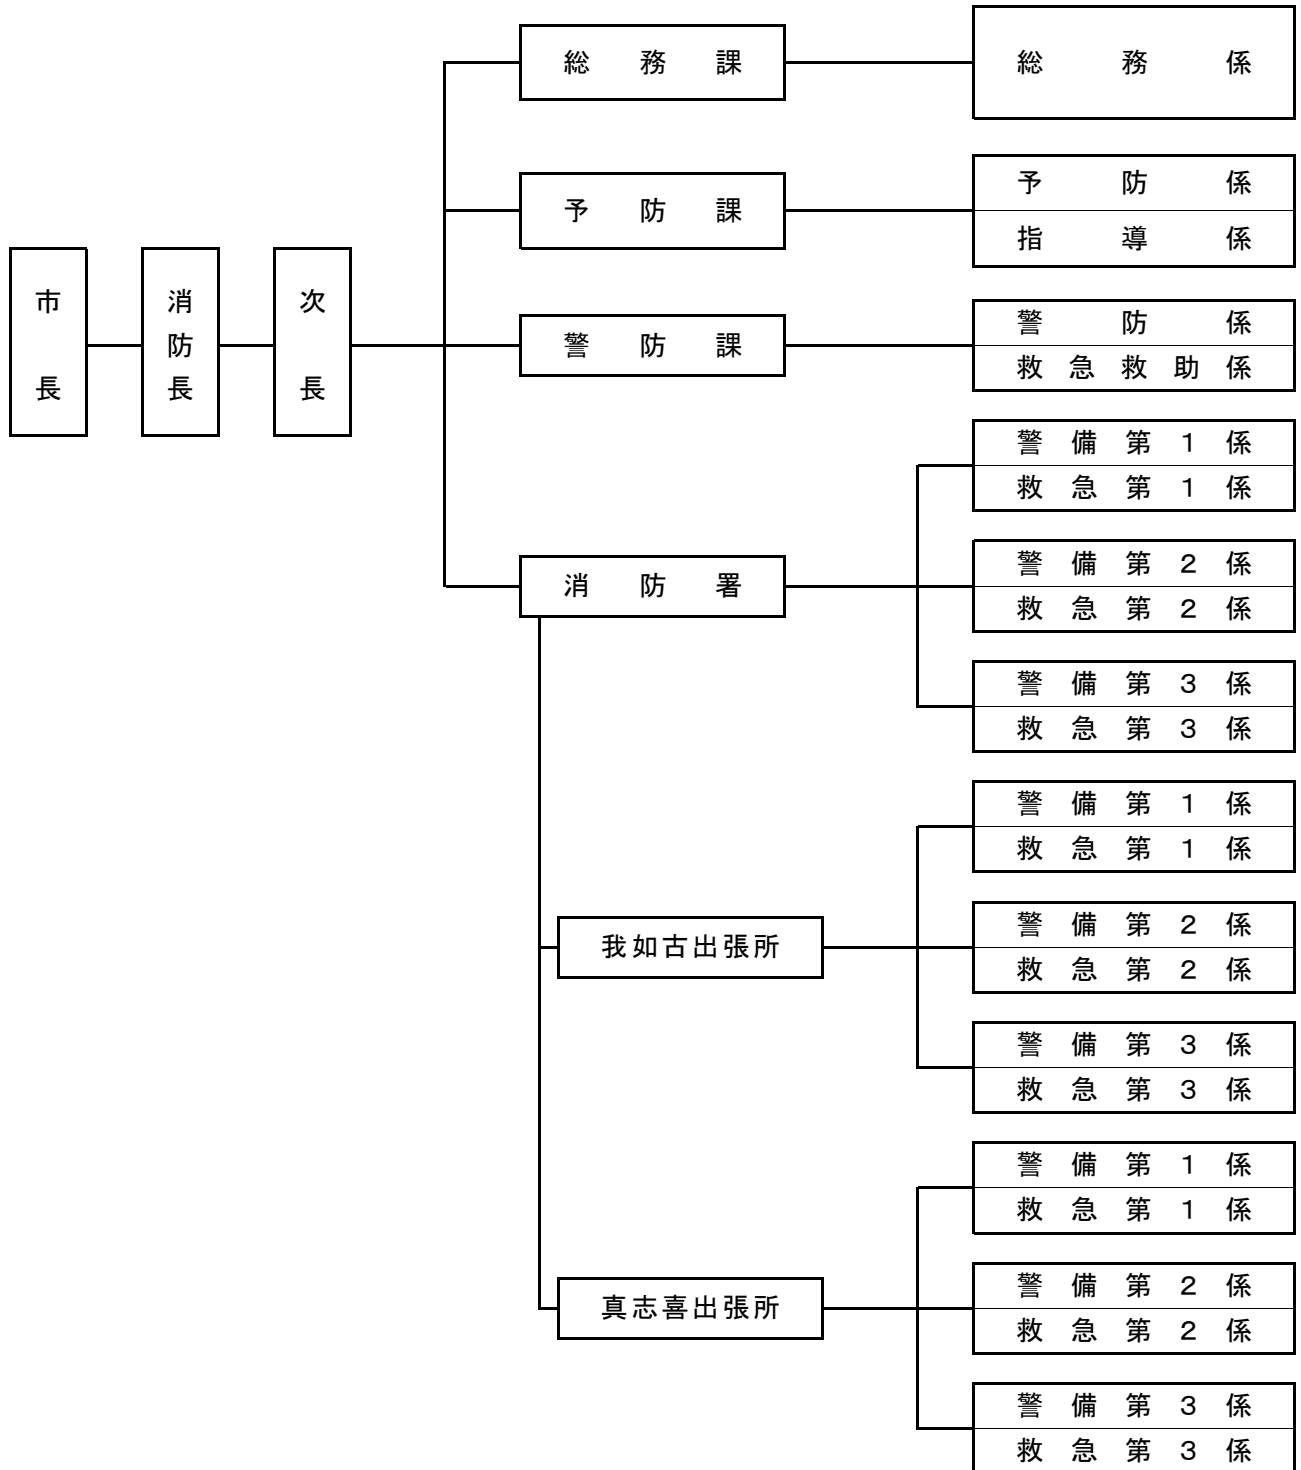 市長
消防長
次長
総務課
総務係
予防課
予防係
指導係
警防課
警防係
救急救助係
消防署
警備第1係
救急第1係
警備第2係
救急第2係
警備第3係
救急第3係
我如古出張所
警備第1係
救急第1係
警備第2係
救急第2係
警備第3係
救急第3係
真志喜出張所
警備第1係
救急第1係
警備第2係
救急第2係
警備第3係
救急第3係